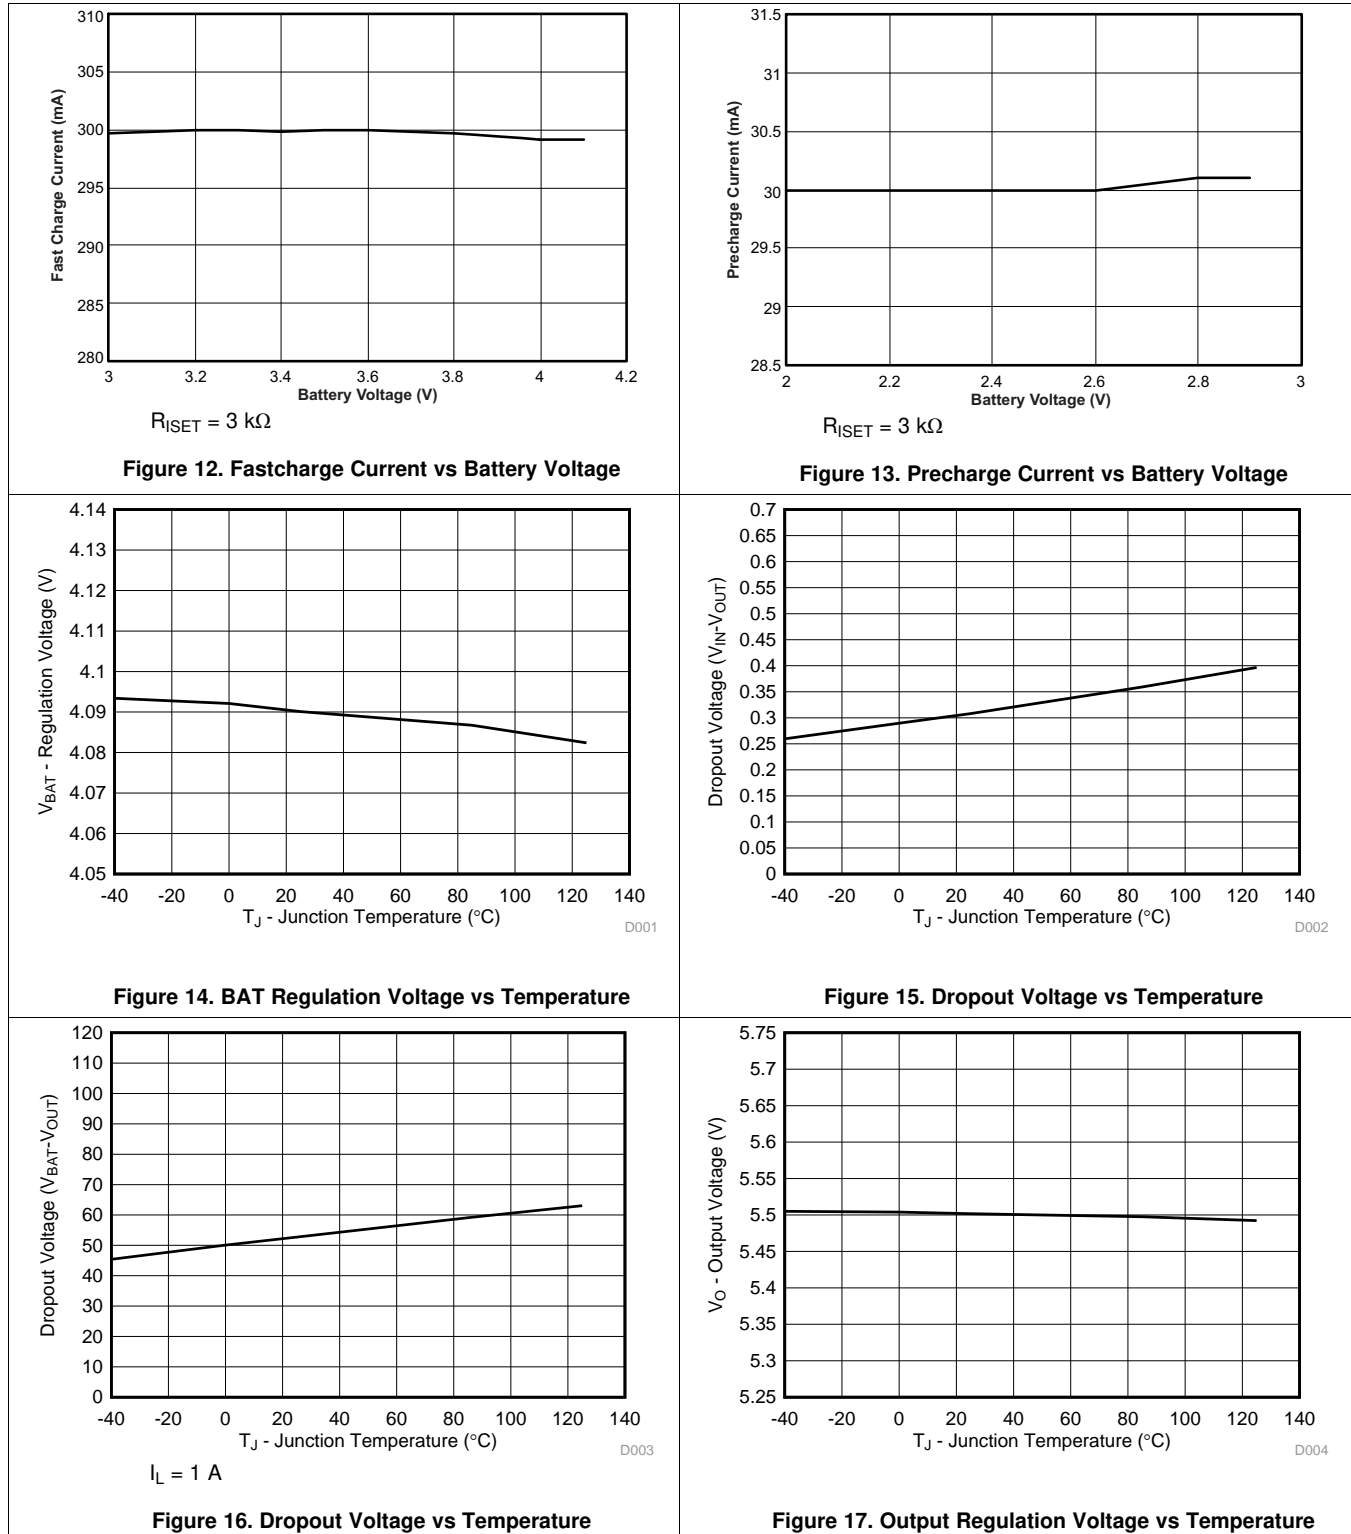 310
305
300
295
290
285
280
Fast Charge Current (mA)
3 3.2 3.4 3.6 3.8 4 4.2
Battery Voltage (V)
RISET = 3 kΩ
Figure 12. Fastcharge Current vs Battery Voltage
31.5
31
30.5
30
29.5
29
28.5
Precharge Current (mA)
2 2.2 2.4 2.6 2.8 3
Battery Voltage (V)
RISET = 3 kΩ
Figure 13. Precharge Current vs Battery Voltage
4.14
4.13
4.12
4.11
4.1
4.09
4.08
4.07
4.06
4.05
VBAT - Regulation Voltage (V)
-40 -20 0 20 40 60 80 100 120 140
TJ - Junction Temperature (°C)
D001
Figure 14. BAT Regulation Voltage vs Temperature
0.7
0.65
0.6
0.55
0.5
0.45
0.4
0.35
0.3
0.25
0.2
0.15
0.1
0.05
0
Dropout Voltage (VIN-VOUT)
-40 -20 0 20 40 60 80 100 120 140
TJ - Junction Temperature (°C)
D002
Figure 15. Dropout Voltage vs Temperature
120
110
100
90
80
70
60
50
40
30
20
10
0
Dropout Voltage (VBAT-VOUT)
-40 -20 0 20 40 60 80 100 120 140
TJ - Junction Temperature (°C)
D003
IL = 1 A
Figure 16. Dropout Voltage vs Temperature
5.75
5.7
5.65
5.6
5.55
5.5
5.45
5.4
5.35
5.3
5.25
VO - Output Voltage (V)
-40 -20 0 20 40 60 80 100 120 140
TJ - Junction Temperature (°C)
D004
Figure 17. Output Regulation Voltage vs Temperature